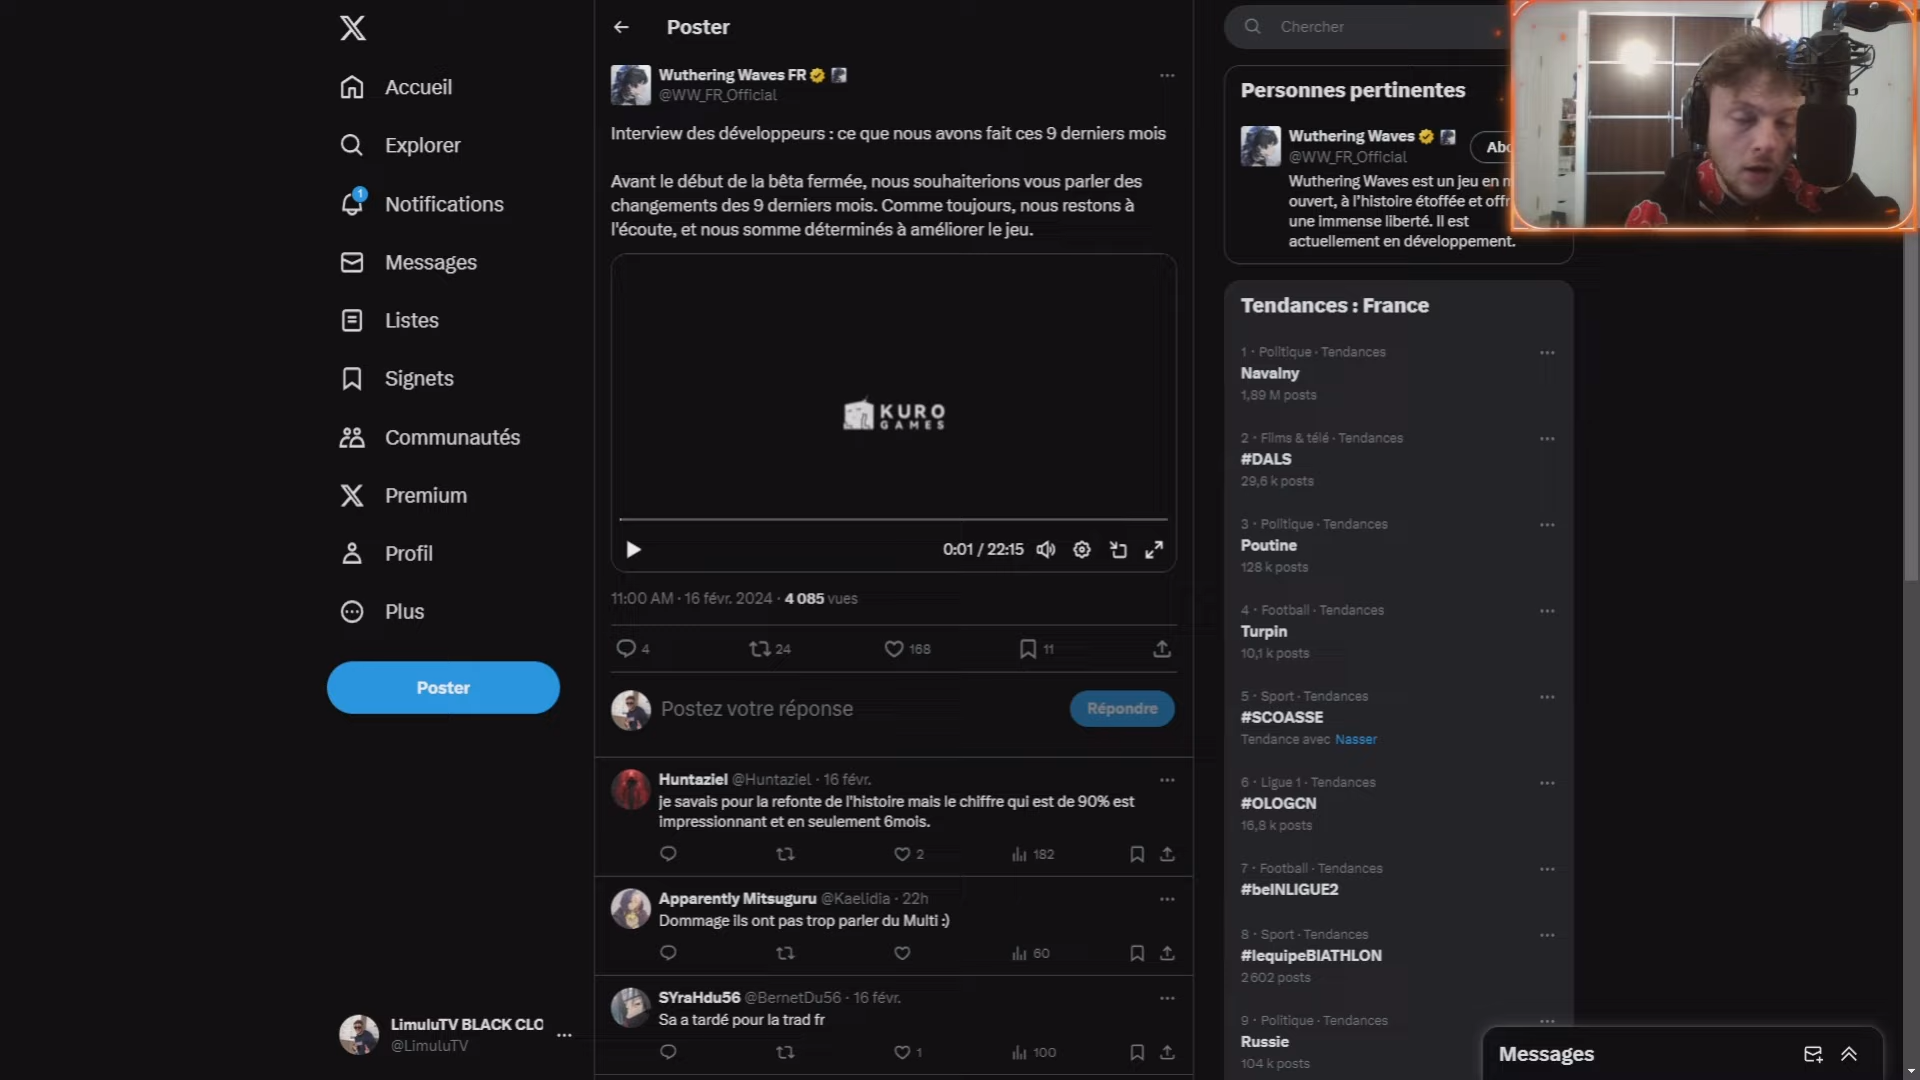 Accueil
Explorer
1
Notifications
Messages
Listes
Signets
Communautés
Premium
Profil
Plus
Poster
LimuluTV BLACK CLO
@LimuluTV
Poster
Wuthering Waves FR
@WW_FR_Official
Interview des développeurs : ce que nous avons fait ces 9 derniers mois
Avant le début de la bêta fermée, nous souhaiterions vous parler des
changements des 9 derniers mois. Comme toujours, nous restons à
l'écoute, et nous somme déterminés à améliorer le jeu.
KURO
GAMES
0:01 / 22:15
11:00 AM · 16 févr. 2024 · 4 085 vues
4
24
168
11
Postez votre réponse
Répondre
Huntaziel @Huntaziel · 16 févr.
je savais pour la refonte de l'histoire mais le chiffre qui est de 90% est
impressionnant et en seulement 6mois.
2
182
Apparently Mitsuguru @Kaelidia · 22h
Dommage ils ont pas trop parler du Multi :)
60
SYraHdu56 @BernetDu56 · 16 févr.
Sa a tardé pour la trad fr
1
100
Chercher
Personnes pertinentes
Wuthering Waves
@WW_FR_Official
Abo
Wuthering Waves est un jeu en m
ouvert, à l'histoire étoffée et offr
une immense liberté. Il est
actuellement en développement.
Tendances : France
1 · Politique · Tendances
Navalny
1,89 M posts
2 · Films & télé · Tendances
#DALS
29,6 k posts
3 · Politique · Tendances
Poutine
128 k posts
4 · Football · Tendances
Turpin
10,1 k posts
5 · Sport · Tendances
#SCOASSE
Tendance avec Nasser
6 · Ligue 1 · Tendances
#OLOGCN
16,8 k posts
7 · Football · Tendances
#beINLIGUE2
8 · Sport · Tendances
#lequipeBIATHLON
2 602 posts
9 · Politique · Tendances
Russie
104 k posts
Messages